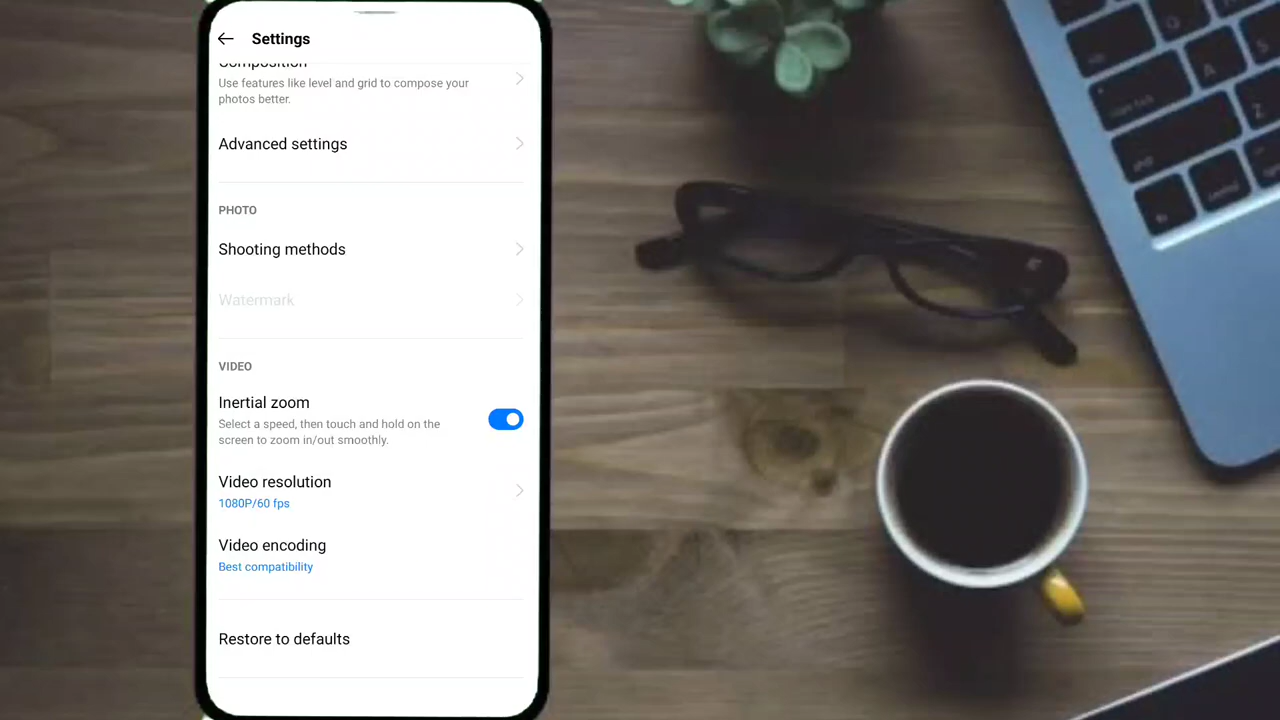 Settings
Composition
Use features like level and grid to compose your
photos better.
Advanced settings
PHOTO
Shooting methods
Watermark
VIDEO
Inertial zoom
Select a speed, then touch and hold on the
screen to zoom in/out smoothly.
Video resolution
1080P/60 fps
Video encoding
Best compatibility
Restore to defaults